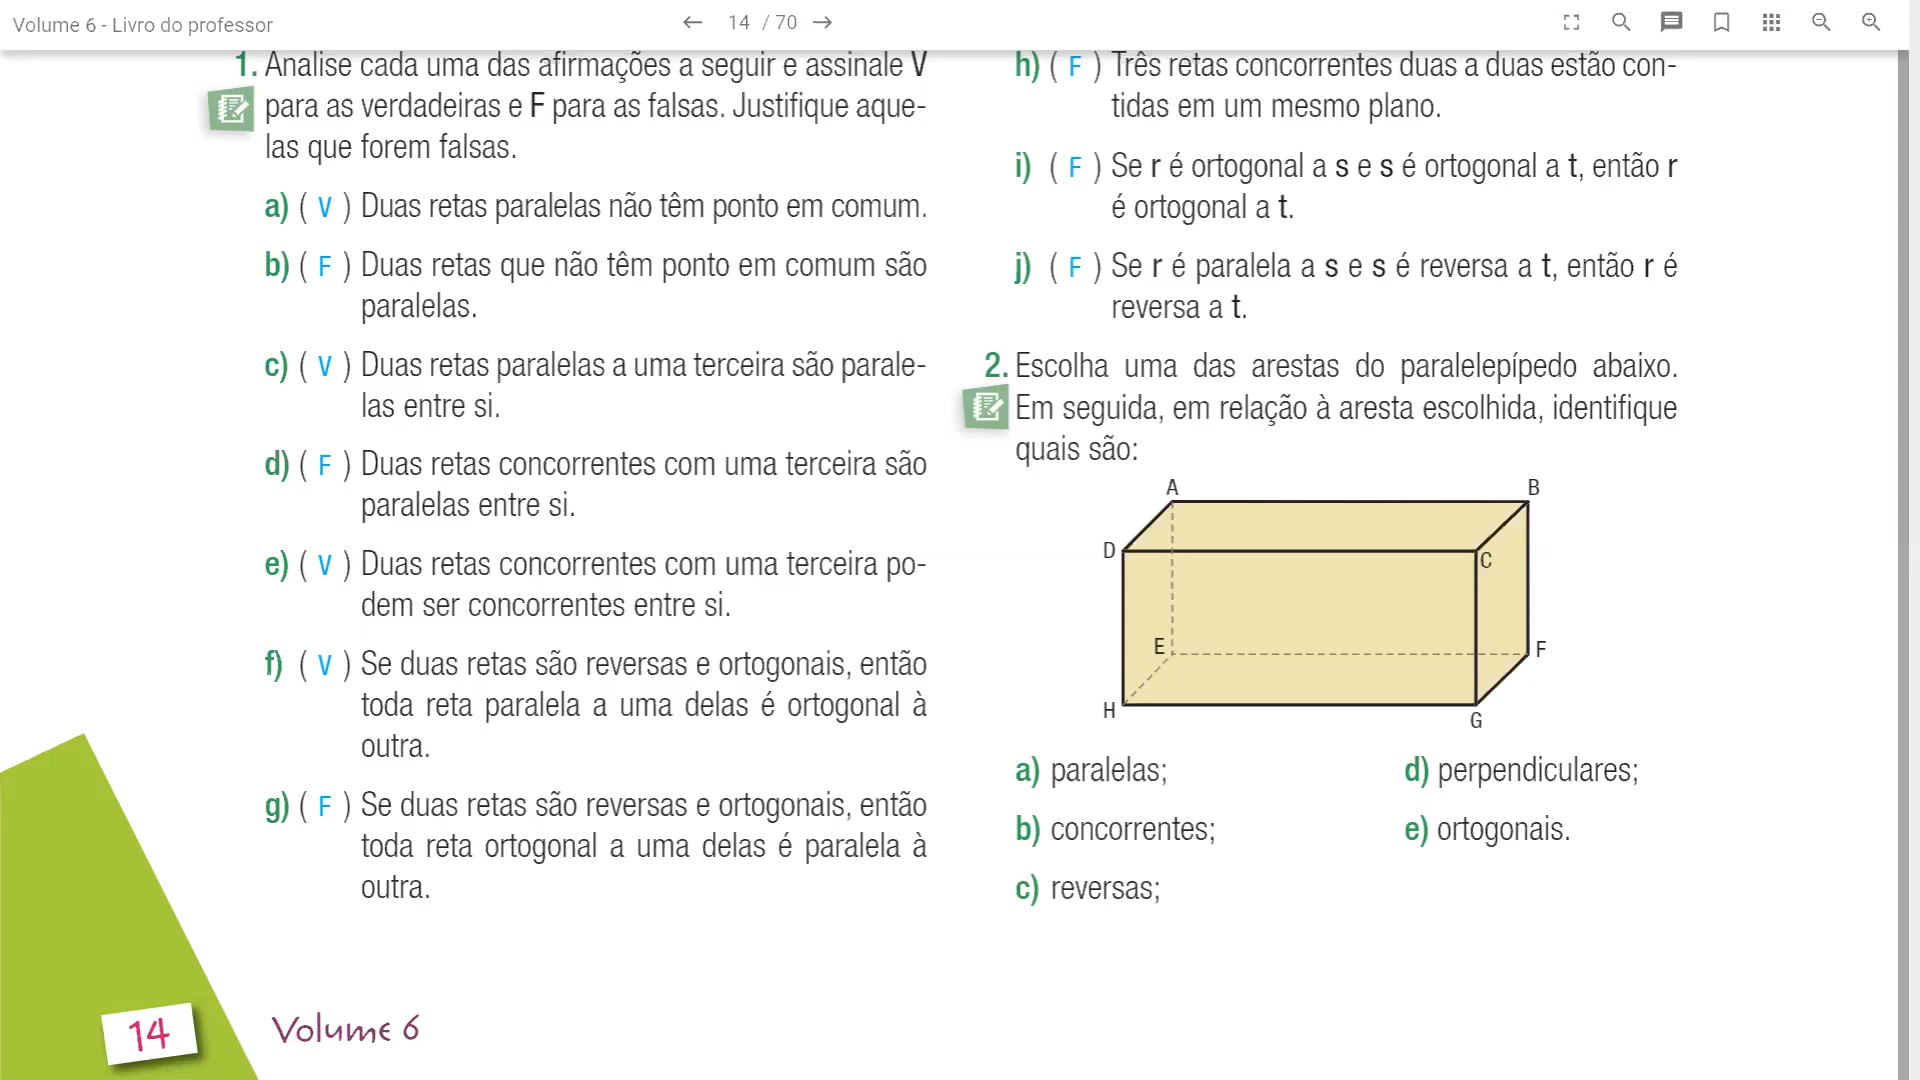 Volume 6 - Livro do professor
14 / 70
1. Analise cada uma das afirmações a seguir e assinale V
para as verdadeiras e F para as falsas. Justifique aque-
las que forem falsas.
a) ( V ) Duas retas paralelas não têm ponto em comum.
b) ( F ) Duas retas que não têm ponto em comum são
paralelas.
c) ( V ) Duas retas paralelas a uma terceira são parale-
las entre si.
d) ( F ) Duas retas concorrentes com uma terceira são
paralelas entre si.
e) ( V ) Duas retas concorrentes com uma terceira po-
dem ser concorrentes entre si.
f) ( V ) Se duas retas são reversas e ortogonais, então
toda reta paralela a uma delas é ortogonal à
outra.
g) ( F ) Se duas retas são reversas e ortogonais, então
toda reta ortogonal a uma delas é paralela à
outra.
h) ( F ) Três retas concorrentes duas a duas estão con-
tidas em um mesmo plano.
i) ( F ) Se r é ortogonal a s e s é ortogonal a t, então r
é ortogonal a t.
j) ( F ) Se r é paralela a s e s é reversa a t, então r é
reversa a t.
2. Escolha uma das arestas do paralelepípedo abaixo.
Em seguida, em relação à aresta escolhida, identifique
quais são:
A B
D C
E F
H G
a) paralelas; d) perpendiculares;
b) concorrentes; e) ortogonais.
c) reversas;
14 Volume 6